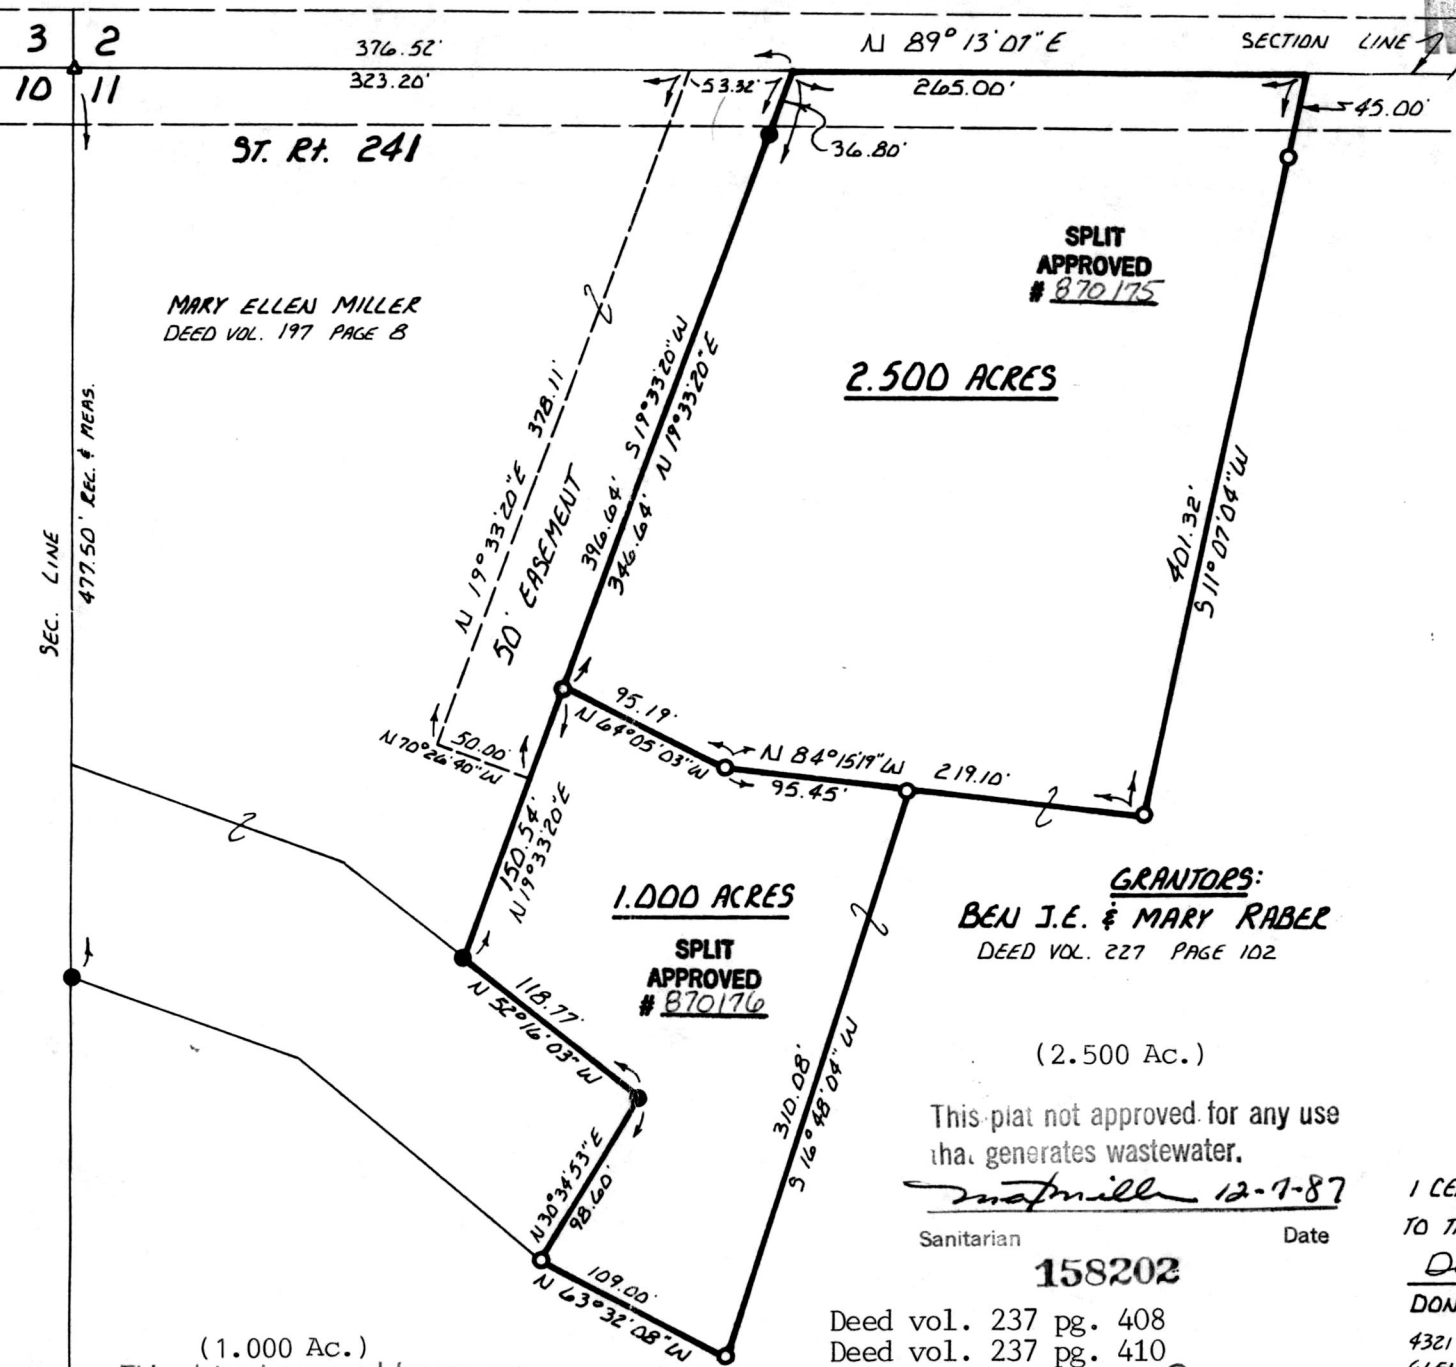 3 2
10 11
376.52'
323.20'
53.32'
N 89° 13' 07" E
SECTION LINE
265.00'
45.00'
36.80'
ST. Rt. 241
SPLIT
APPROVED
# 870175
MARY ELLEN MILLER
DEED VOL. 197 PAGE 8
2.500 ACRES
SEC. LINE
477.50' REC. & MEAS.
N 19° 33' 20" E 378.11'
50' EASEMENT
396.64' S 19° 33' 20" W
346.64' N 19° 33' 20" E
401.32'
S 11° 07' 04" W
95.19'
N 64° 05' 03" W
N 84° 15' 19" W 219.10'
95.45'
50.00'
N 70° 26' 40" W
150.54'
N 19° 33' 20" E
1.000 ACRES
SPLIT
APPROVED
# 870176
GRANTORS:
BEN J.E. & MARY RABER
DEED VOL. 227 PAGE 102
118.77'
N 52° 16' 03" W
310.08'
S 16° 48' 04" W
N 30° 34' 53" E
98.60'
109.00'
N 63° 32' 08" W
(2.500 Ac.)
This plat not approved for any use
that generates wastewater.
12-7-87
Sanitarian Date
158202
Deed vol. 237 pg. 408
Deed vol. 237 pg. 410
(1.000 Ac.)
I CE
TO T
DON
4321